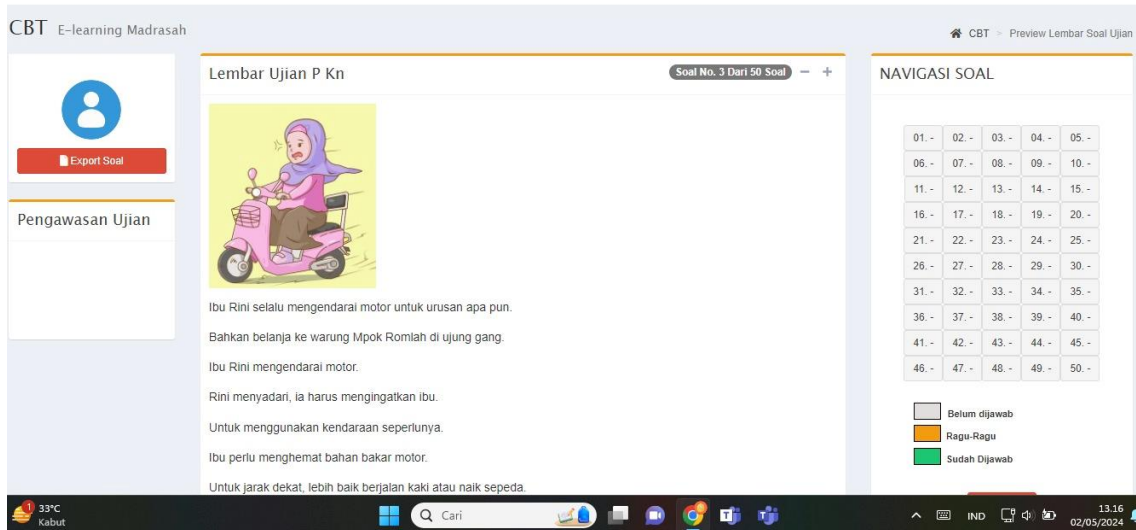 CBT E-learning Madrasah
CBT > Preview Lembar Soal Ujian
Export Soal
Pengawasan Ujian
Lembar Ujian P Kn
Soal No. 3 Dari 50 Soal - +
Ibu Rini selalu mengendarai motor untuk urusan apa pun.
Bahkan belanja ke warung Mpok Romlah di ujung gang.
Ibu Rini mengendarai motor.
Rini menyadari, ia harus mengingatkan ibu.
Untuk menggunakan kendaraan seperlunya.
Ibu perlu menghemat bahan bakar motor.
Untuk jarak dekat, lebih baik berjalan kaki atau naik sepeda.
NAVIGASI SOAL
01. - 02. - 03. - 04. - 05. -
06. - 07. - 08. - 09. - 10. -
11. - 12. - 13. - 14. - 15. -
16. - 17. - 18. - 19. - 20. -
21. - 22. - 23. - 24. - 25. -
26. - 27. - 28. - 29. - 30. -
31. - 32. - 33. - 34. - 35. -
36. - 37. - 38. - 39. - 40. -
41. - 42. - 43. - 44. - 45. -
46. - 47. - 48. - 49. - 50. -
Belum dijawab
Ragu-Ragu
Sudah Dijawab
1
33°C
Kabut
Cari
IND
13.16
02/05/2024